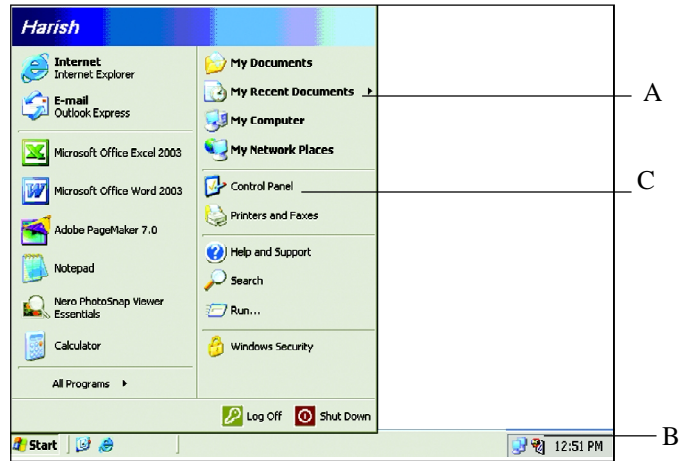 Harish
Internet
Internet Explorer
E-mail
Outlook Express
Microsoft Office Excel 2003
Microsoft Office Word 2003
Adobe PageMaker 7.0
Notepad
Nero PhotoSnap Viewer
Essentials
Calculator
All Programs
My Documents
My Recent Documents
A
My Computer
My Network Places
Control Panel
C
Printers and Faxes
Help and Support
Search
Run...
Windows Security
Log Off
Shut Down
Start
12:51 PM
B